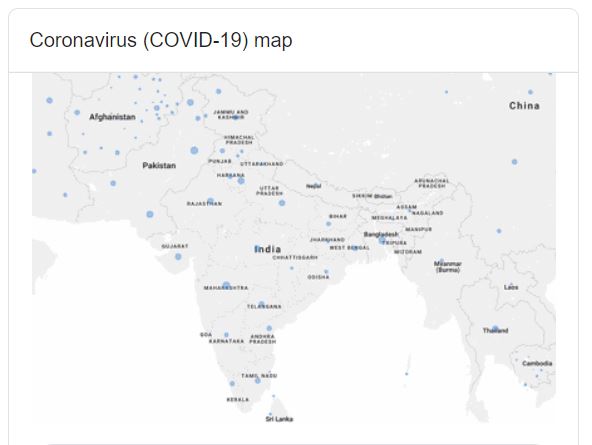 Coronavirus (COVID-19) map
China
JAMMU AND
KASHMIR
Afghanistan
HIMACHAL
PRADESH
Pakistan
PUNJAB
UTTARAKHAND
HARYANA
UTTAR
PRADESH
Nepal
ARUNACHAL
PRADESH
SIKKIM
Bhutan
RAJASTHAN
ASSAM
NAGALAND
BIHAR
MEGHALAYA
MANIPUR
Bangladesh
JHARKHAND
TRIPURA
GUJARAT
India
WEST BENGAL
MIZORAM
CHHATTISGARH
Myanmar
(Burma)
ODISHA
MAHARASHTRA
Laos
TELANGANA
Thailand
GOA
KARNATAKA
ANDHRA
PRADESH
Cambodia
TAMIL NADU
KERALA
Sri Lanka